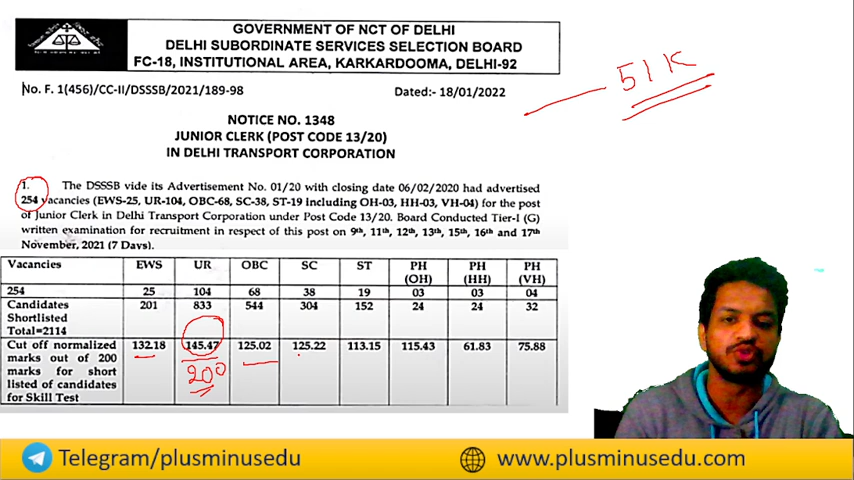 GOVERNMENT OF NCT OF DELHI
DELHI SUBORDINATE SERVICES SELECTION BOARD
FC-18, INSTITUTIONAL AREA, KARKARDOOMA, DELHI-92
No. F. 1(456)/CC-II/DSSSB/2021/189-98 Dated:- 18/01/2022
51K
NOTICE NO. 1348
JUNIOR CLERK (POST CODE 13/20)
IN DELHI TRANSPORT CORPORATION
1. The DSSSB vide its Advertisement No. 01/20 with closing date 06/02/2020 had advertised
254 vacancies (EWS-25, UR-104, OBC-68, SC-38, ST-19 including OH-03, HH-03, VH-04) for the post
of Junior Clerk in Delhi Transport Corporation under Post Code 13/20. Board Conducted Tier-I (G)
written examination for recruitment in respect of this post on 9th, 11th, 12th, 13th, 15th, 16th and 17th
November, 2021 (7 Days).
Vacancies EWS UR OBC SC ST PH (OH) PH (HH) PH (VH)
254 25 104 68 38 19 03 03 04
Candidates Shortlisted Total=2114 201 833 544 304 152 24 24 32
Cut off normalized marks out of 200 marks for short listed of candidates for Skill Test 132.18 145.47 125.02 125.22 113.15 115.43 61.83 75.88
200
Telegram/plusminusedu
www.plusminusedu.com